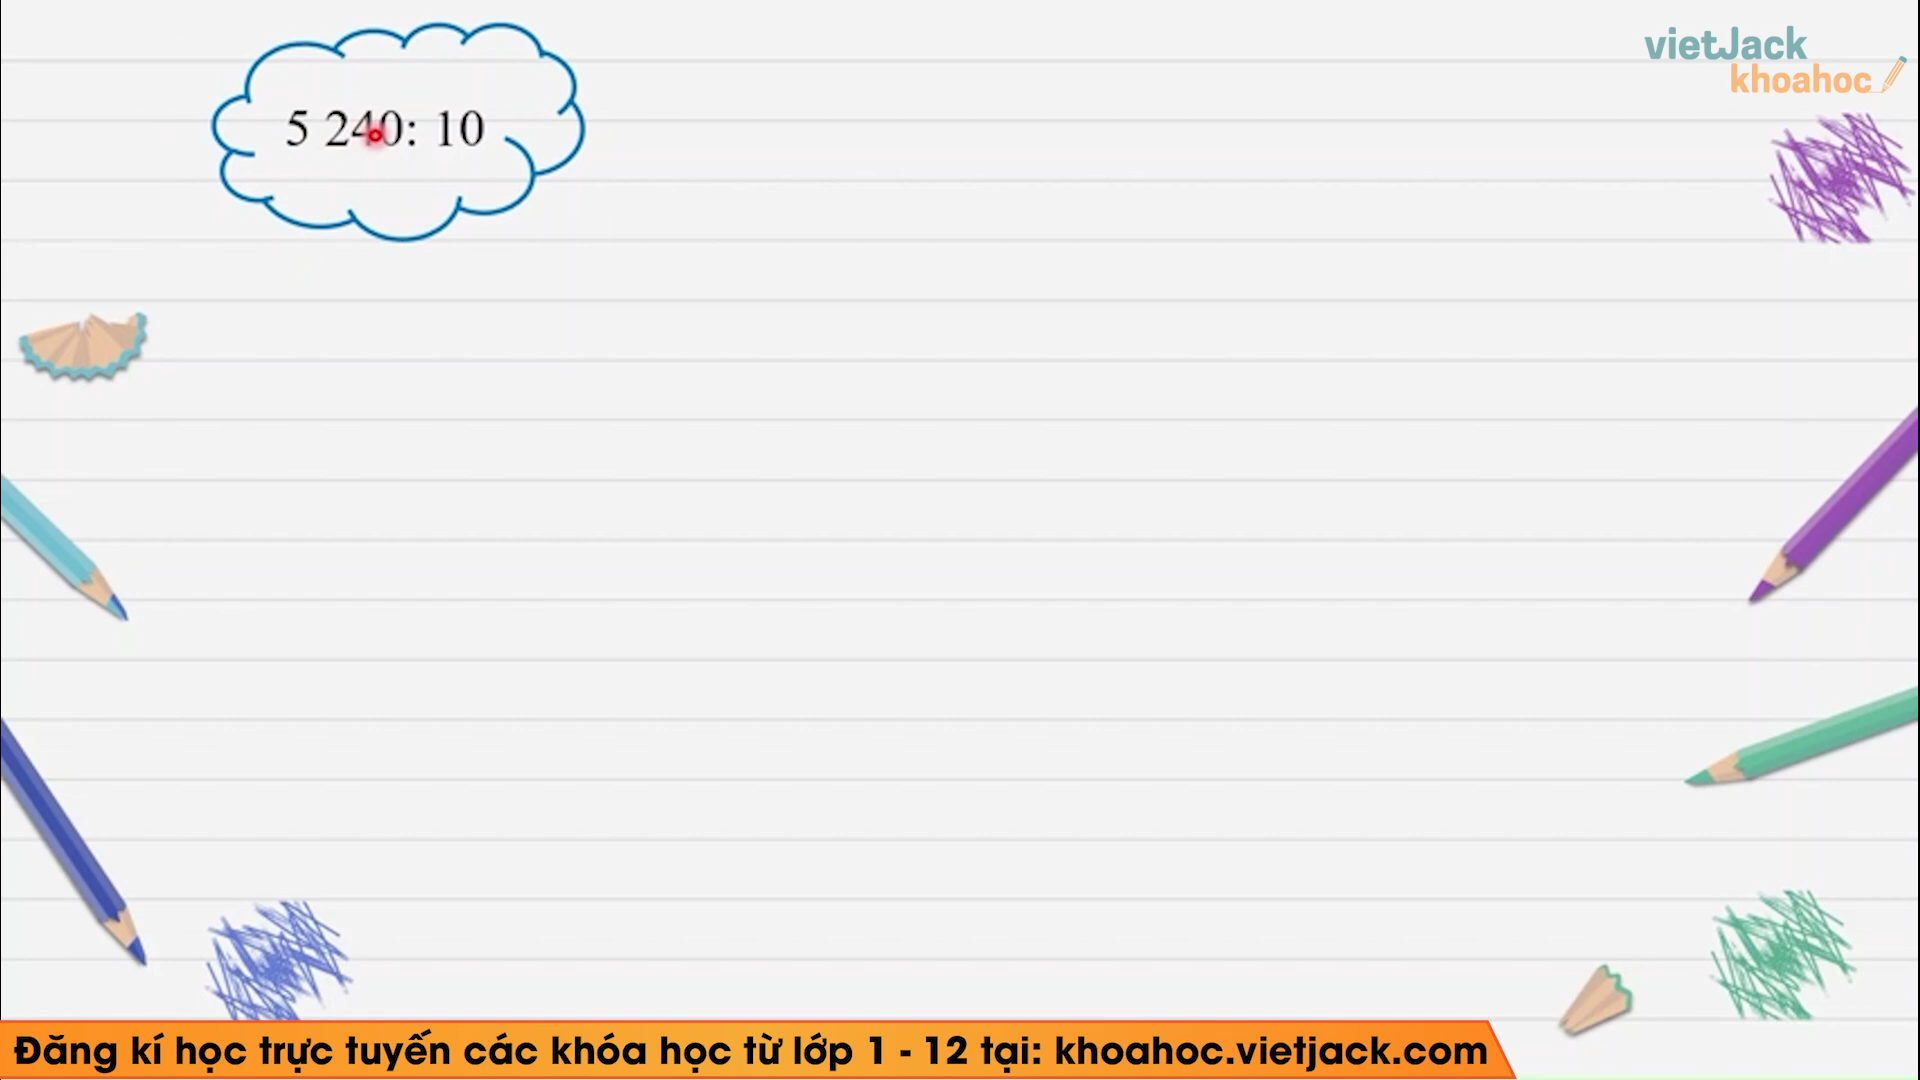 vietJack
khoahoc
5 240: 10
Đăng kí học trực tuyến các khóa học từ lớp 1 - 12 tại: khoahoc.vietjack.com